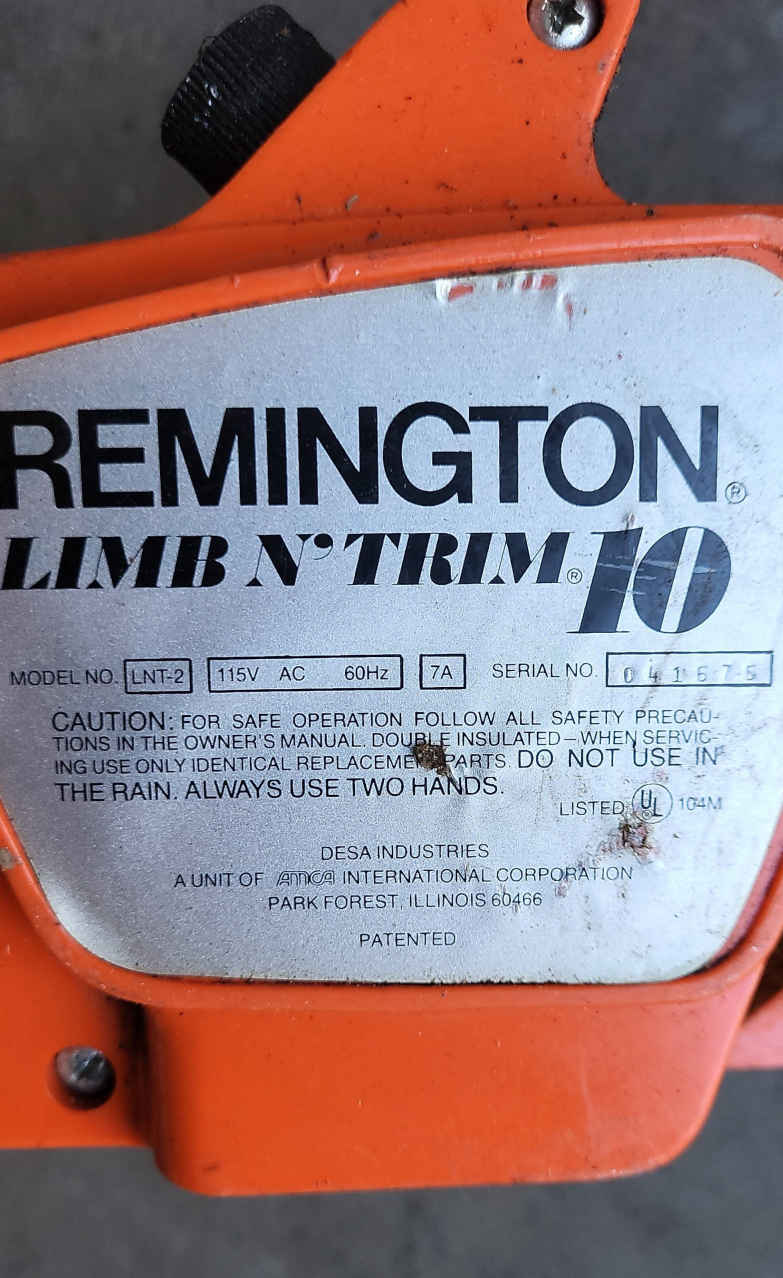 REMINGTON®
LIMB N' TRIM® 10
MODEL NO. LNT-2 115V AC 60Hz 7A SERIAL NO. 041567-5
CAUTION: FOR SAFE OPERATION FOLLOW ALL SAFETY PRECAU-
TIONS IN THE OWNER'S MANUAL. DOUBLE INSULATED – WHEN SERVIC-
ING USE ONLY IDENTICAL REPLACEMENT PARTS. DO NOT USE IN
THE RAIN. ALWAYS USE TWO HANDS.
LISTED UL 104M
DESA INDUSTRIES
A UNIT OF AMCA INTERNATIONAL CORPORATION
PARK FOREST, ILLINOIS 60466
PATENTED